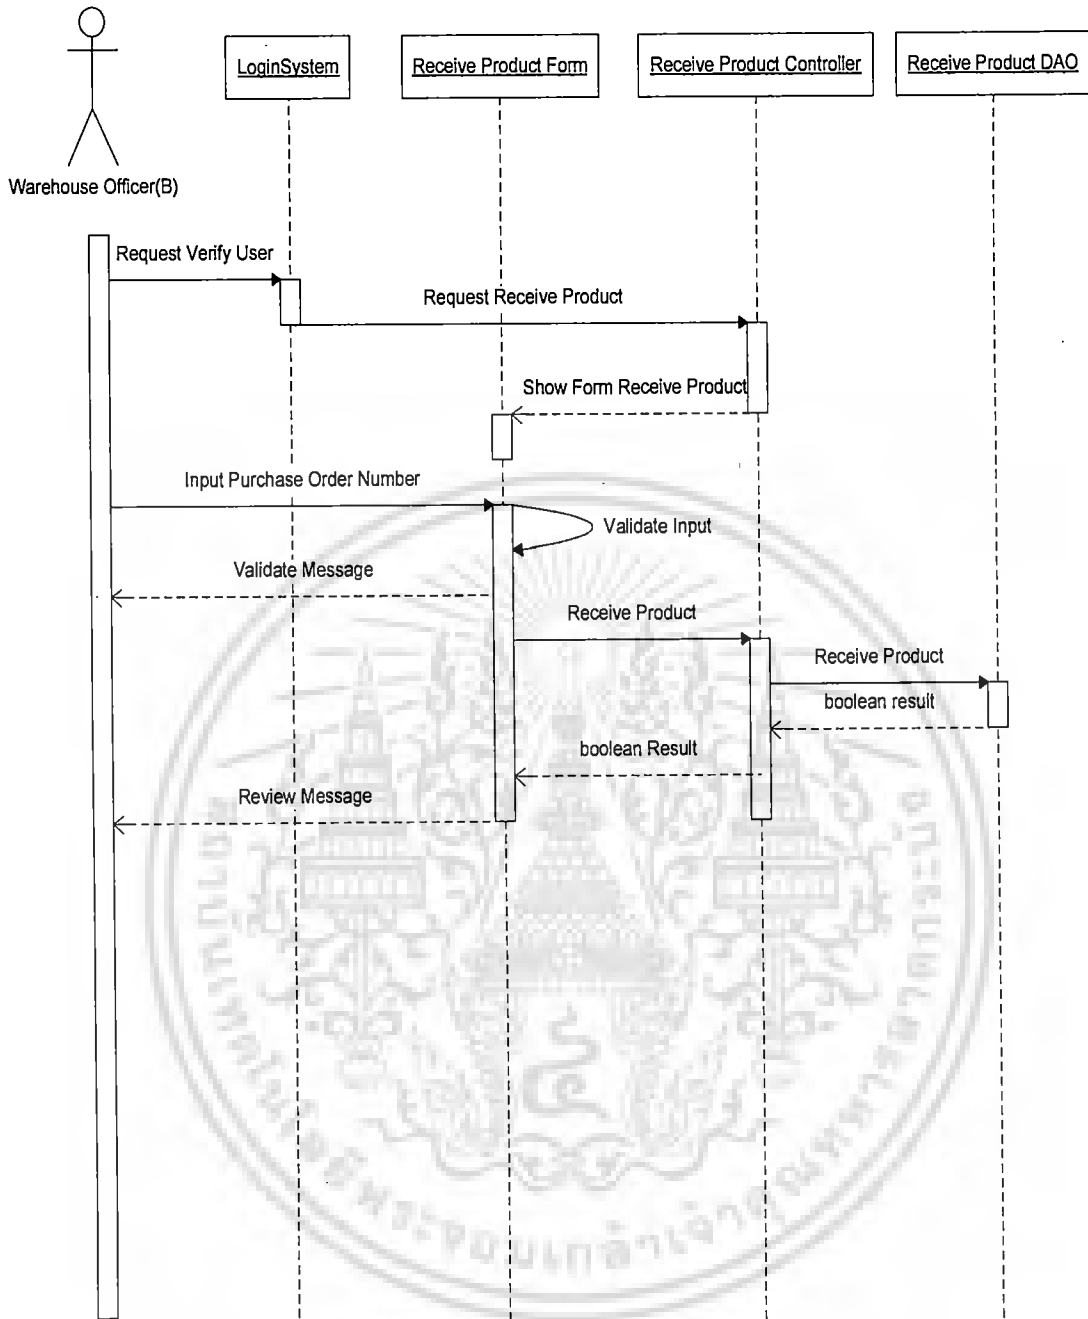 LoginSystem
Receive Product Form
Receive Product Controller
Receive Product DAO
Warehouse Officer(B)
Request Verify User
Request Receive Product
Show Form Receive Product
Input Purchase Order Number
Validate Input
Validate Message
Receive Product
Receive Product
boolean result
boolean Result
Review Message